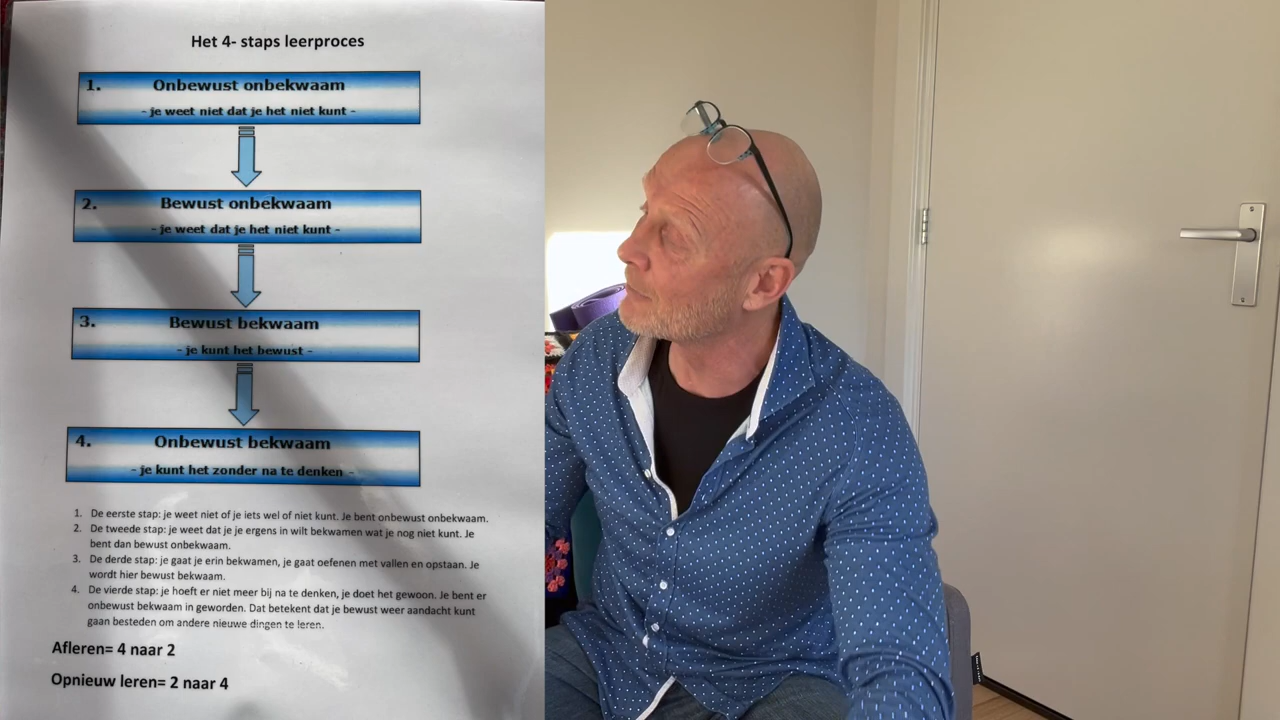 Het 4- staps leerproces
1. Onbewust onbekwaam
- je weet niet dat je het niet kunt -
2. Bewust onbekwaam
- je weet dat je het niet kunt -
3. Bewust bekwaam
- je kunt het bewust -
4. Onbewust bekwaam
- je kunt het zonder na te denken -
1. De eerste stap: je weet niet of je iets wel of niet kunt. Je bent onbewust onbekwaam.
2. De tweede stap: je weet dat je je ergens in wilt bekwamen wat je nog niet kunt. Je
bent dan bewust onbekwaam.
3. De derde stap: je gaat je erin bekwamen, je gaat oefenen met vallen en opstaan. Je
wordt hier bewust bekwaam.
4. De vierde stap: je hoeft er niet meer bij na te denken, je doet het gewoon. Je bent er
onbewust bekwaam in geworden. Dat betekent dat je bewust weer aandacht kunt
gaan besteden om andere nieuwe dingen te leren.
Afleren= 4 naar 2
Opnieuw leren= 2 naar 4